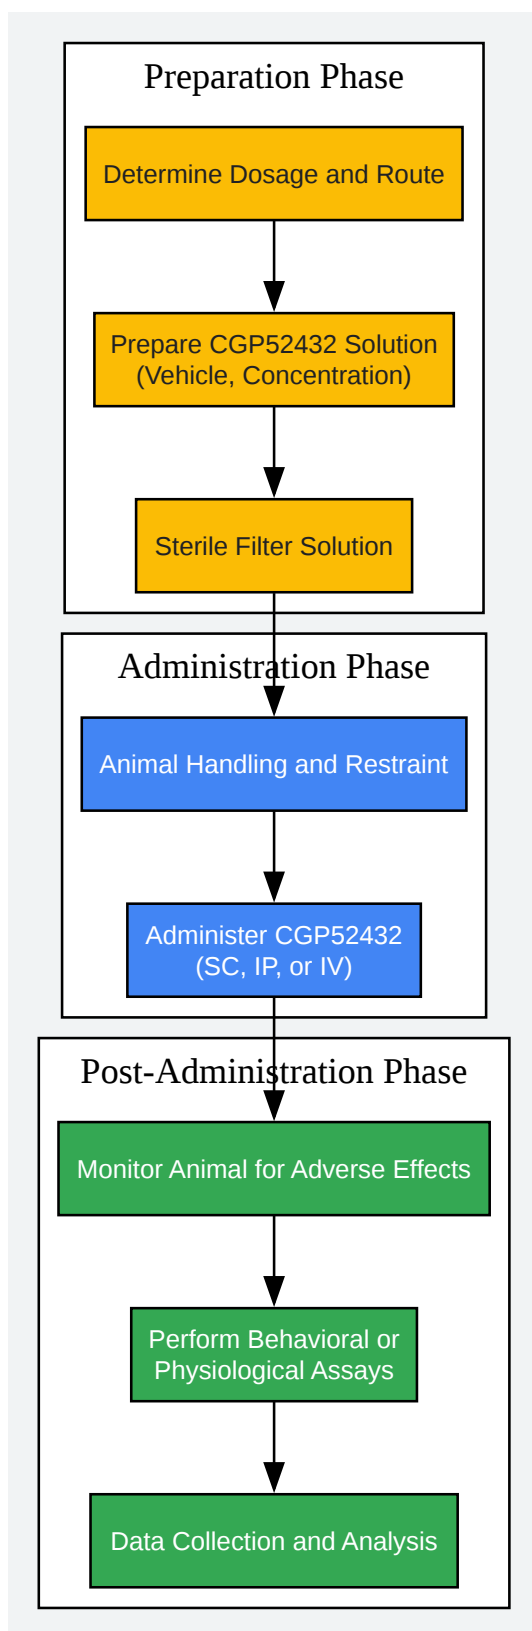 Preparation Phase
Determine Dosage and Route
Prepare CGP52432 Solution
(Vehicle, Concentration)
Sterile Filter Solution
Administration Phase
Animal Handling and Restraint
Administer CGP52432
(SC, IP, or IV)
Post-Administration Phase
Monitor Animal for Adverse Effects
Perform Behavioral or
Physiological Assays
Data Collection and Analysis